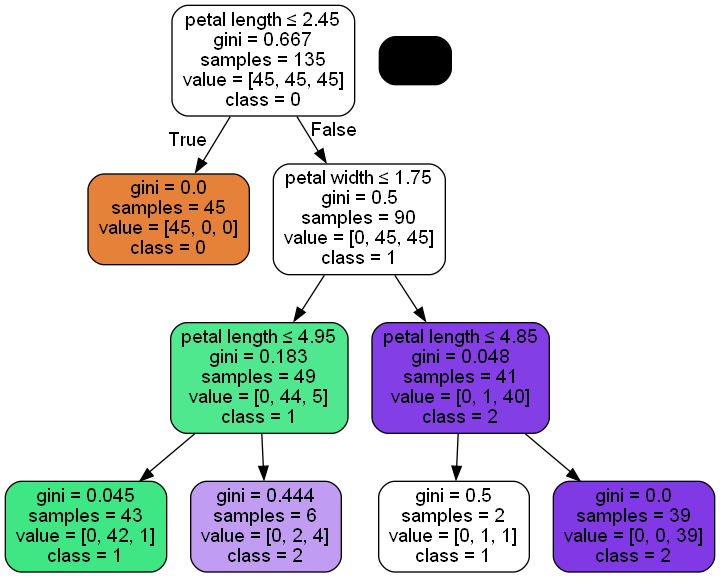 petal length ≤ 2.45
gini = 0.667
samples = 135
value = [45, 45, 45]
class = 0
True
False
gini = 0.0
samples = 45
value = [45, 0, 0]
class = 0
petal width ≤ 1.75
gini = 0.5
samples = 90
value = [0, 45, 45]
class = 1
petal length ≤ 4.95
gini = 0.183
samples = 49
value = [0, 44, 5]
class = 1
petal length ≤ 4.85
gini = 0.048
samples = 41
value = [0, 1, 40]
class = 2
gini = 0.045
samples = 43
value = [0, 42, 1]
class = 1
gini = 0.444
samples = 6
value = [0, 2, 4]
class = 2
gini = 0.5
samples = 2
value = [0, 1, 1]
class = 1
gini = 0.0
samples = 39
value = [0, 0, 39]
class = 2